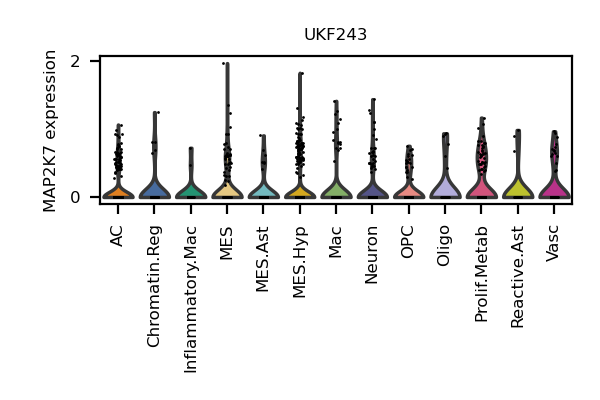 UKF243
MAP2K7 expression
2
0
AC
Chromatin.Reg
Inflammatory.Mac
MES
MES.Ast
MES.Hyp
Mac
Neuron
OPC
Oligo
Prolif.Metab
Reactive.Ast
Vasc